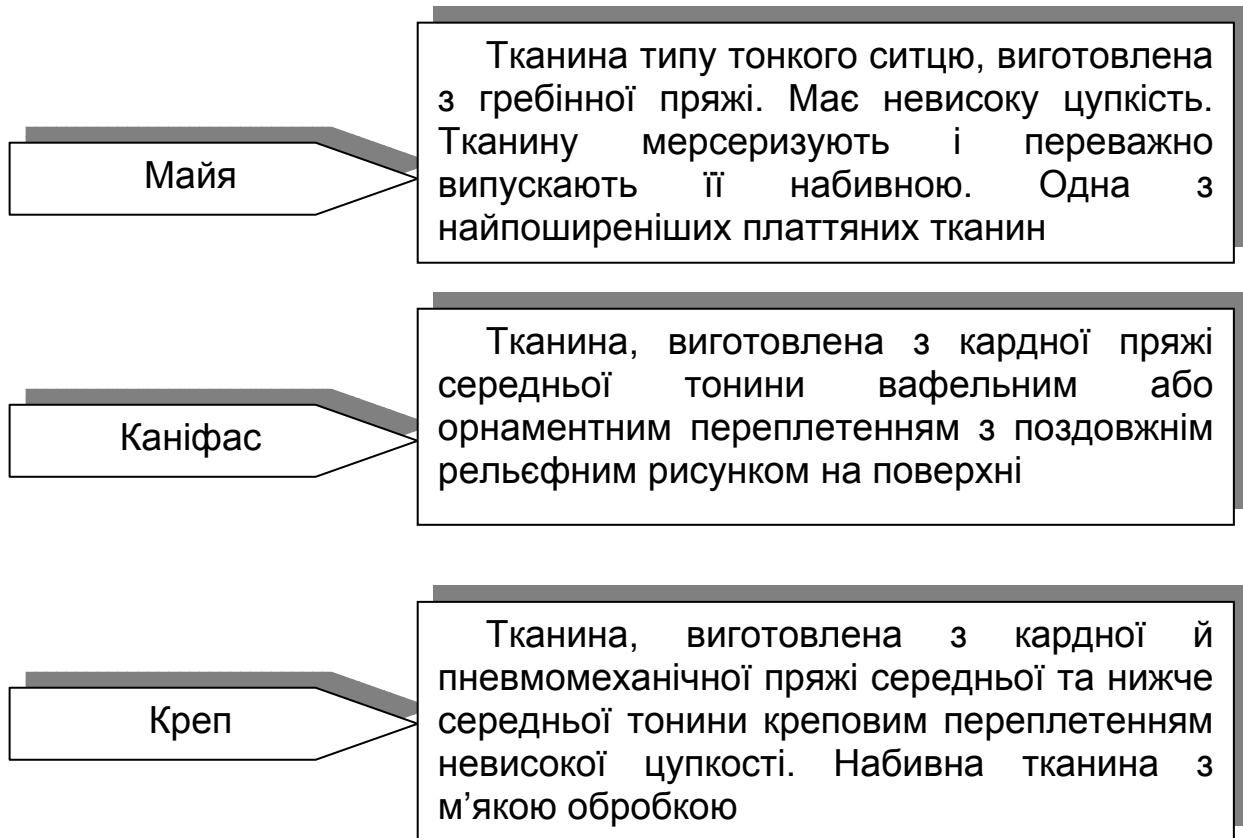 Майя
Тканина типу тонкого ситцю, виготовлена
з гребінної пряжі. Має невисоку цупкість.
Тканину мерсеризують і переважно
випускають її набивною. Одна з
найпоширеніших платтяних тканин
Каніфас
Тканина, виготовлена з кардної пряжі
середньої тонини вафельним або
орнаментним переплетенням з поздовжнім
рельєфним рисунком на поверхні
Креп
Тканина, виготовлена з кардної й
пневмомеханічної пряжі середньої та нижче
середньої тонини креповим переплетенням
невисокої цупкості. Набивна тканина з
м’якою обробкою